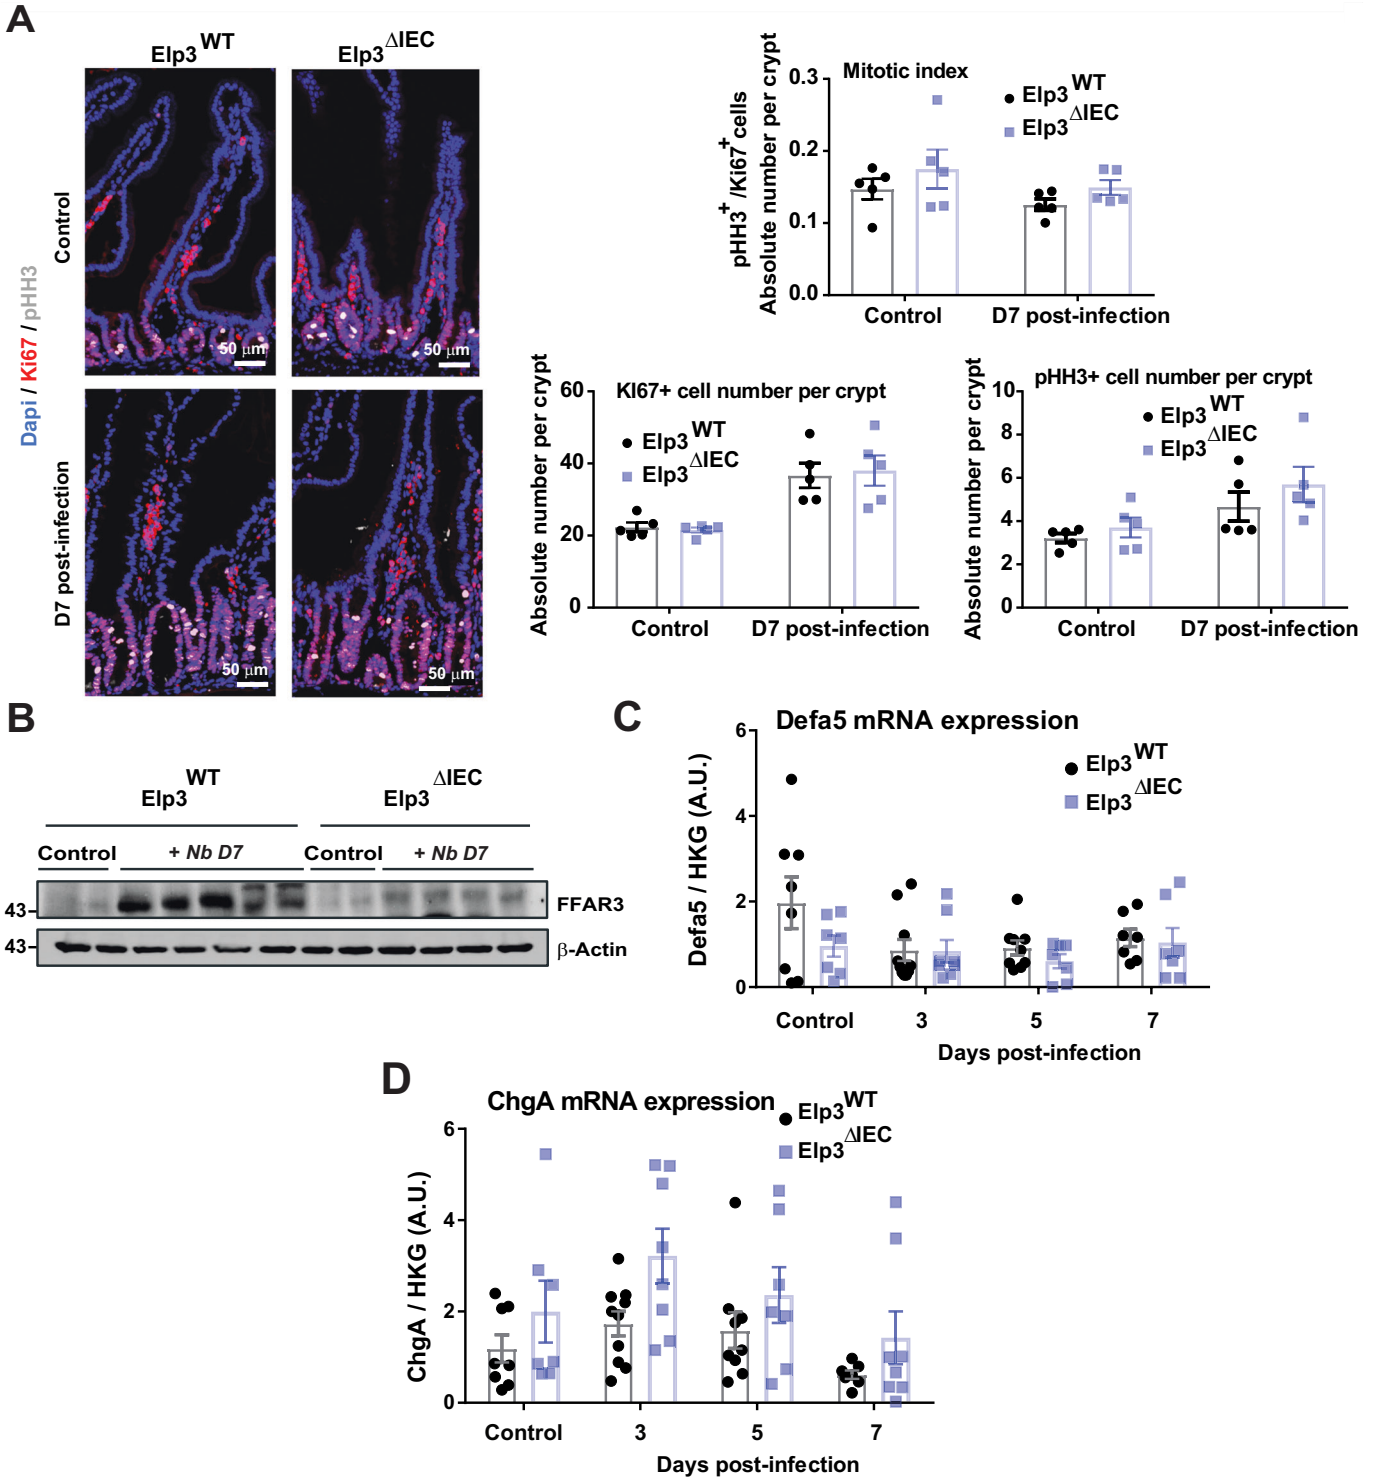 A
Elp3WT
Elp3ΔIEC
Control
D7 post-infection
Dapi / Ki67 / pHH3
50 μm
50 μm
50 μm
50 μm
Mitotic index
pHH3+/Ki67+cells
Absolute number per crypt
0.3
0.2
0.1
0.0
Elp3WT
Elp3ΔIEC
Control
D7 post-infection
KI67+ cell number per crypt
Absolute number per crypt
60
40
20
0
Elp3WT
Elp3ΔIEC
Control
D7 post-infection
pHH3+ cell number per crypt
Absolute number per crypt
10
8
6
4
2
0
Elp3WT
Elp3ΔIEC
Control
D7 post-infection
B
Elp3WT
Elp3ΔIEC
Control
+ Nb D7
Control
+ Nb D7
43
FFAR3
43
β-Actin
C
Defa5 mRNA expression
Defa5 / HKG (A.U.)
6
4
2
0
Elp3WT
Elp3ΔIEC
Control
3
5
7
Days post-infection
D
ChgA mRNA expression
ChgA / HKG (A.U.)
6
4
2
0
Elp3WT
Elp3ΔIEC
Control
3
5
7
Days post-infection